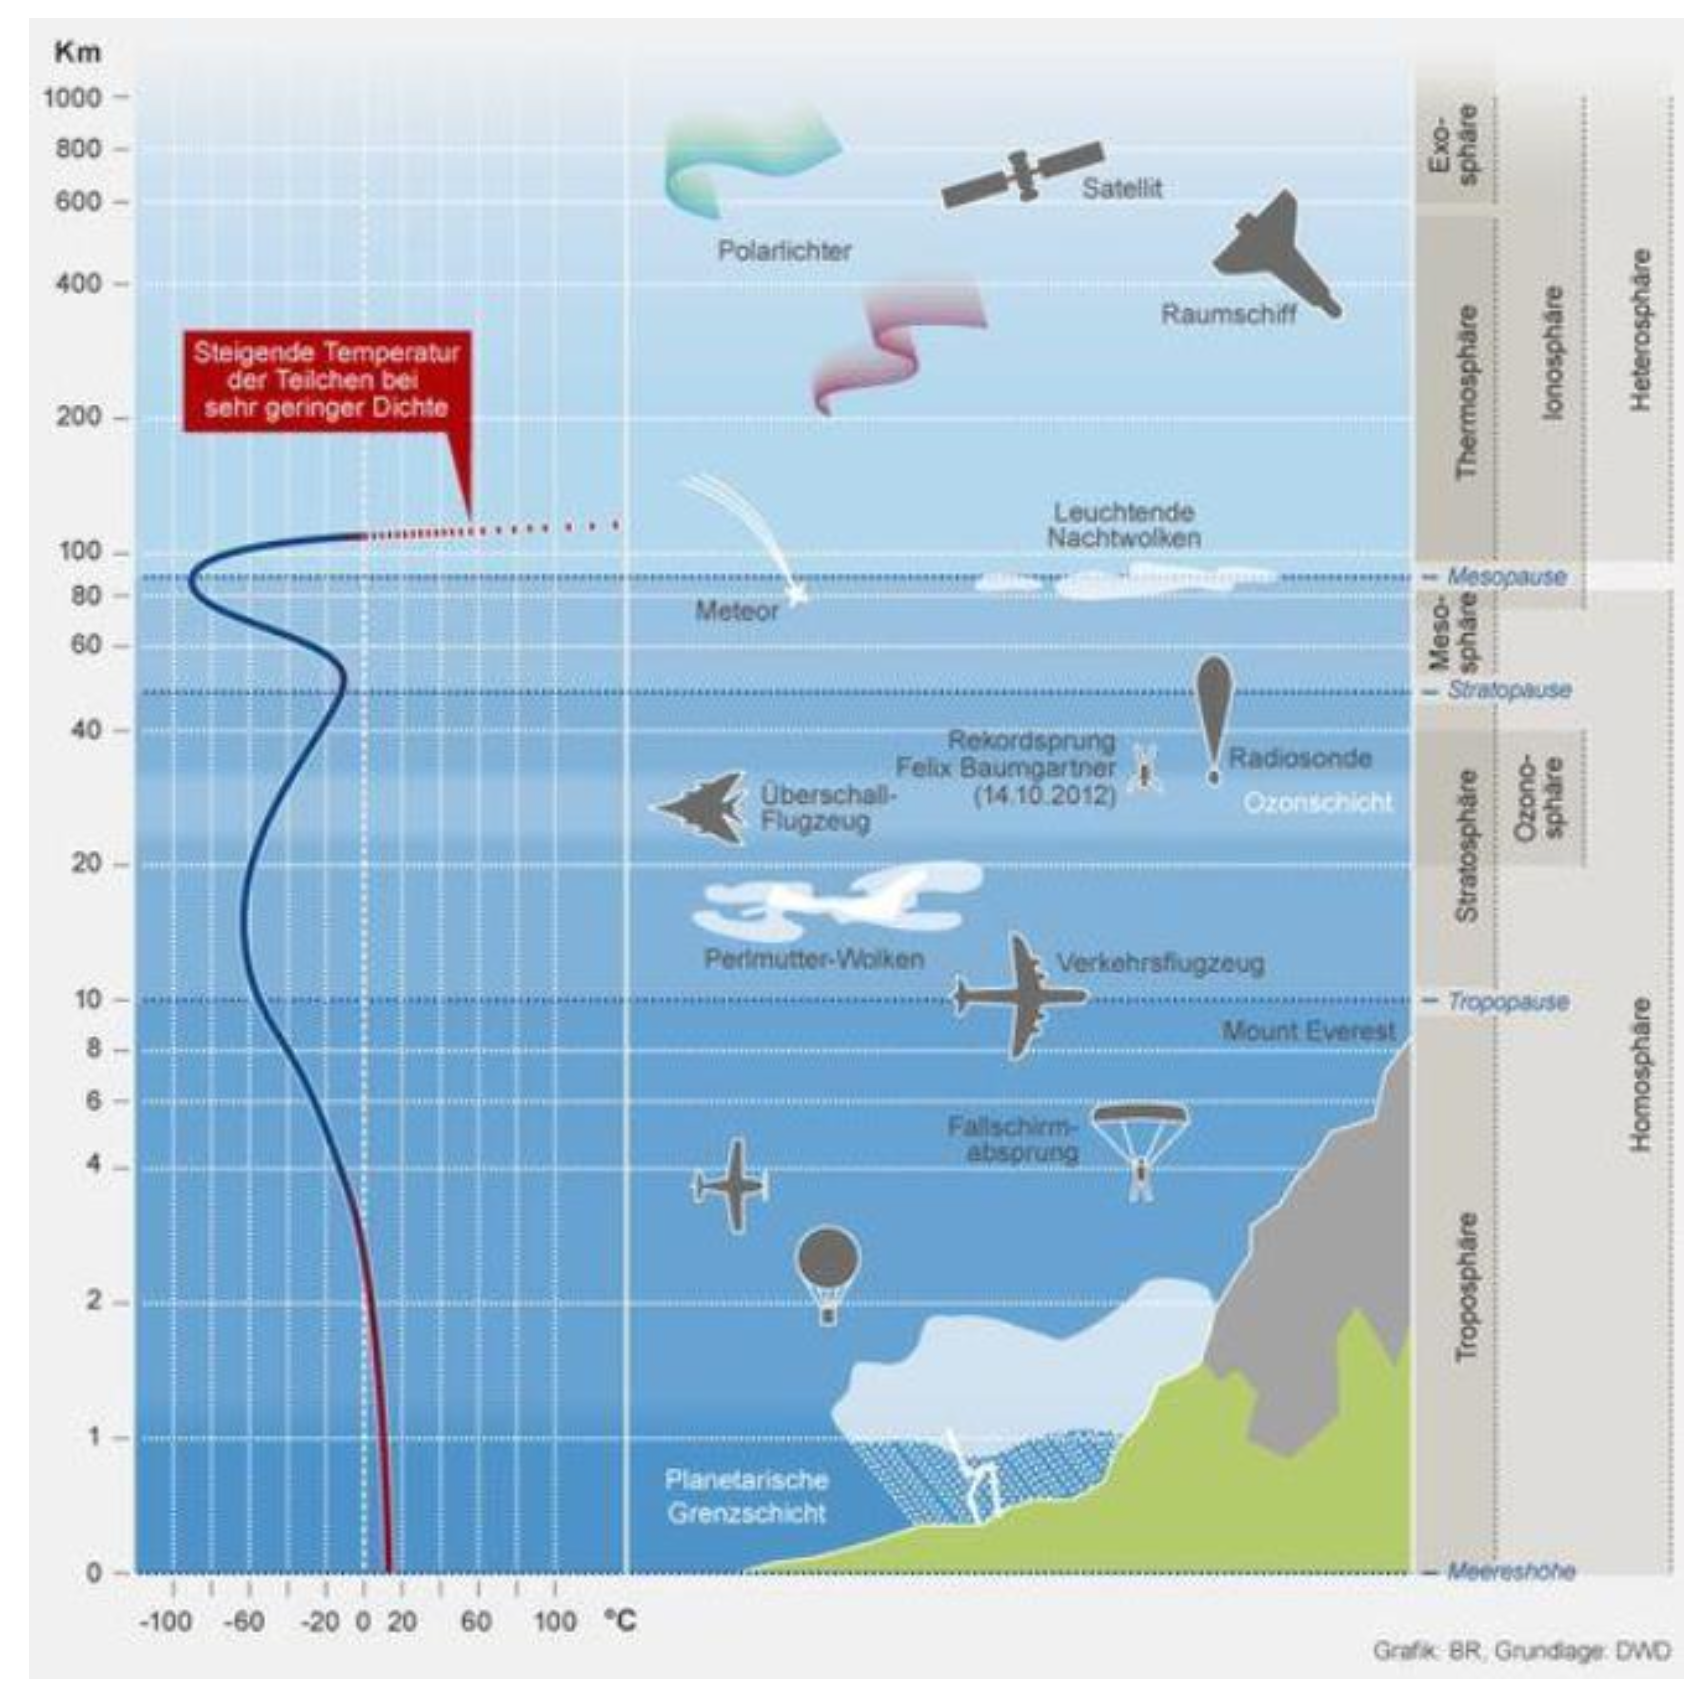 Km
1000
800
600
400
200
100
80
60
40
20
10
8
6
4
2
1
0
-100
-60
-20
0
20
60
100
°C
Steigende Temperatur
der Teilchen bei
sehr geringer Dichte
Polarlichter
Satellit
Raumschiff
Leuchtende
Nachtwolken
Meteor
Rekordsprung
Felix Baumgartner
(14.10.2012)
Radiosonde
Ozonschicht
Überschall-
Flugzeug
Perlmutter-Wolken
Verkehrsflugzeug
Mount Everest
Fallschirm-
absprung
Planetarische
Grenzschicht
Exo-
sphäre
Thermosphäre
Ionosphäre
Heterosphäre
Mesopause
Meso-
sphäre
Stratopause
Stratosphäre
Ozono-
sphäre
Tropopause
Homosphäre
Troposphäre
Meereshöhe
Grafik: BR, Grundlage: DWD